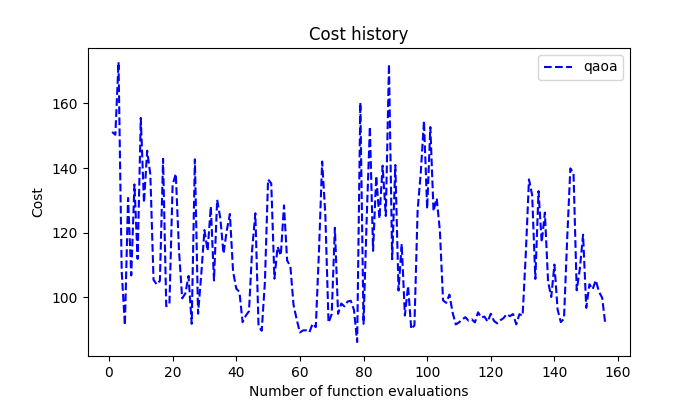 Cost history
qaoa
Cost
160
140
120
100
0 20 40 60 80 100 120 140 160
Number of function evaluations